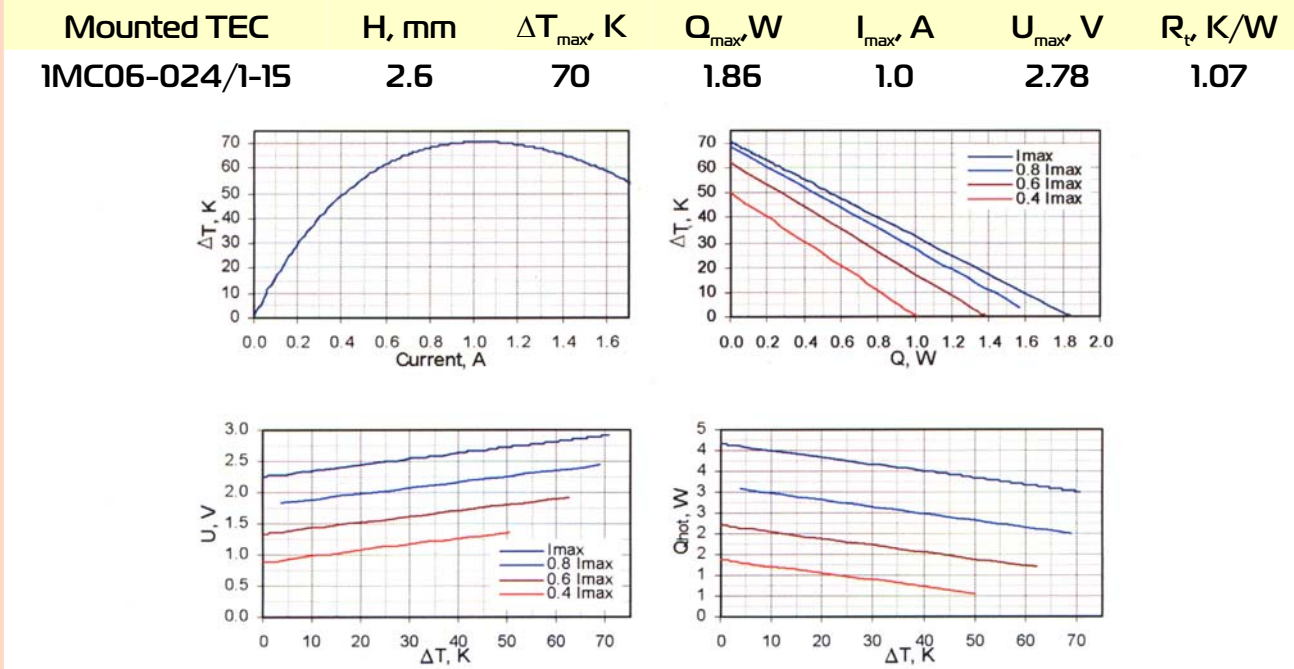 Mounted TEC H, mm ΔTmax, K Qmax, W Imax, A Umax, V Rt, K/W
1MC06-024/1-15 2.6 70 1.86 1.0 2.78 1.07
ΔT, K
70
60
50
40
30
20
10
0
0.0 0.2 0.4 0.6 0.8 1.0 1.2 1.4 1.6
Current, A
ΔT, K
70
60
50
40
30
20
10
0
Imax
0.8 Imax
0.6 Imax
0.4 Imax
0.0 0.2 0.4 0.6 0.8 1.0 1.2 1.4 1.6 1.8 2.0
Q, W
U, V
3.0
2.5
2.0
1.5
1.0
0.5
0.0
Imax
0.8 Imax
0.6 Imax
0.4 Imax
0 10 20 30 40 50 60 70
ΔT, K
Qhot, W
5
4
4
3
3
2
2
1
1
0
0 10 20 30 40 50 60 70
ΔT, K